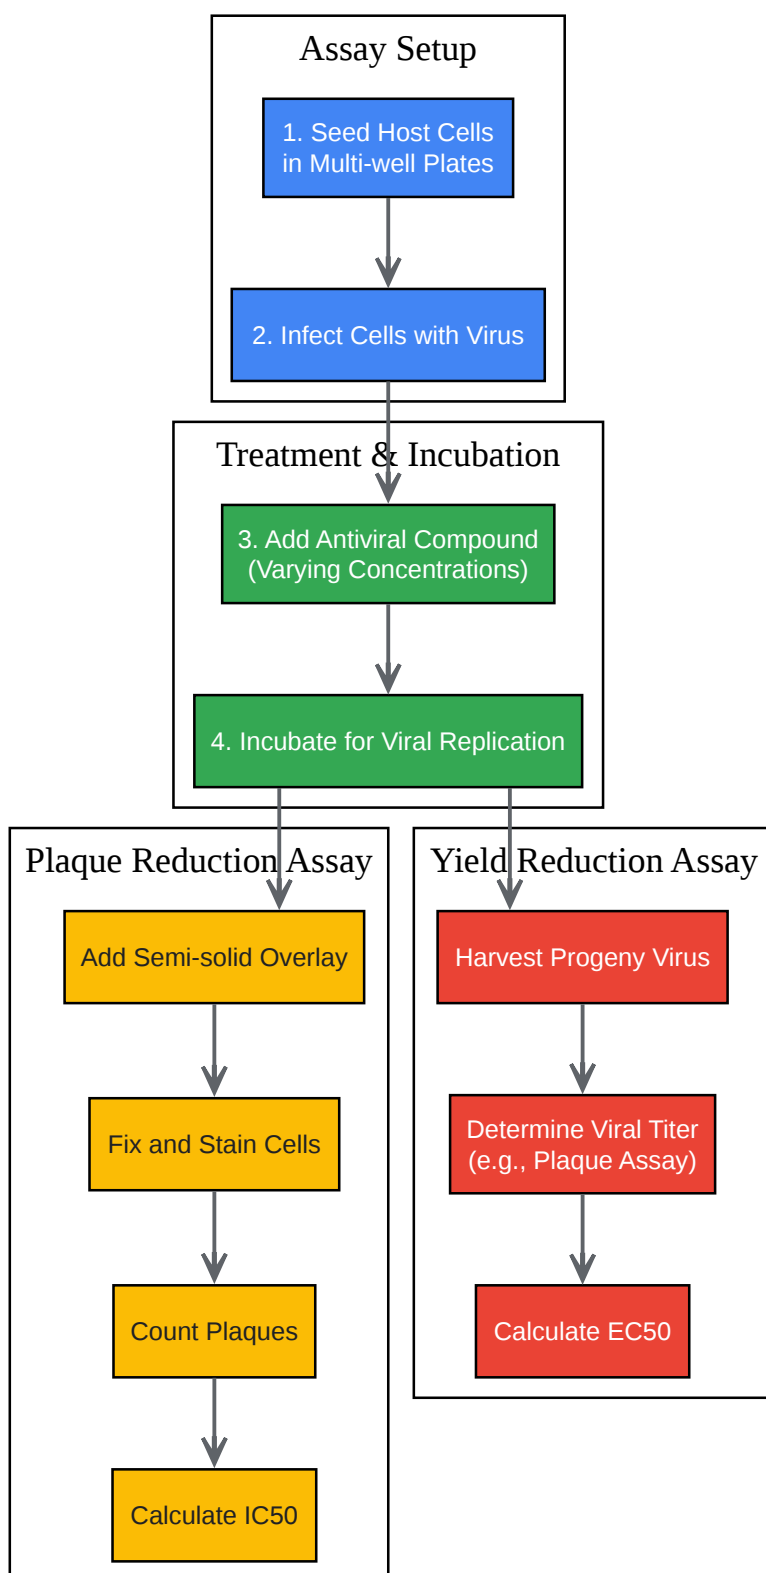 Assay Setup
1. Seed Host Cells
in Multi-well Plates
2. Infect Cells with Virus
Treatment & Incubation
3. Add Antiviral Compound
(Varying Concentrations)
4. Incubate for Viral Replication
Plaque Reduction Assay
Add Semi-solid Overlay
Fix and Stain Cells
Count Plaques
Calculate IC50
Yield Reduction Assay
Harvest Progeny Virus
Determine Viral Titer
(e.g., Plaque Assay)
Calculate EC50